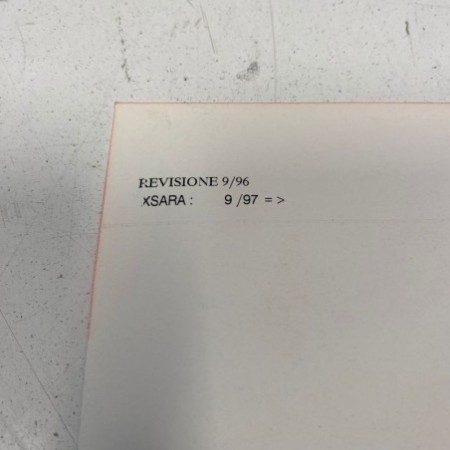 REVISIONE 9/96
XSARA : 9 /97 = >